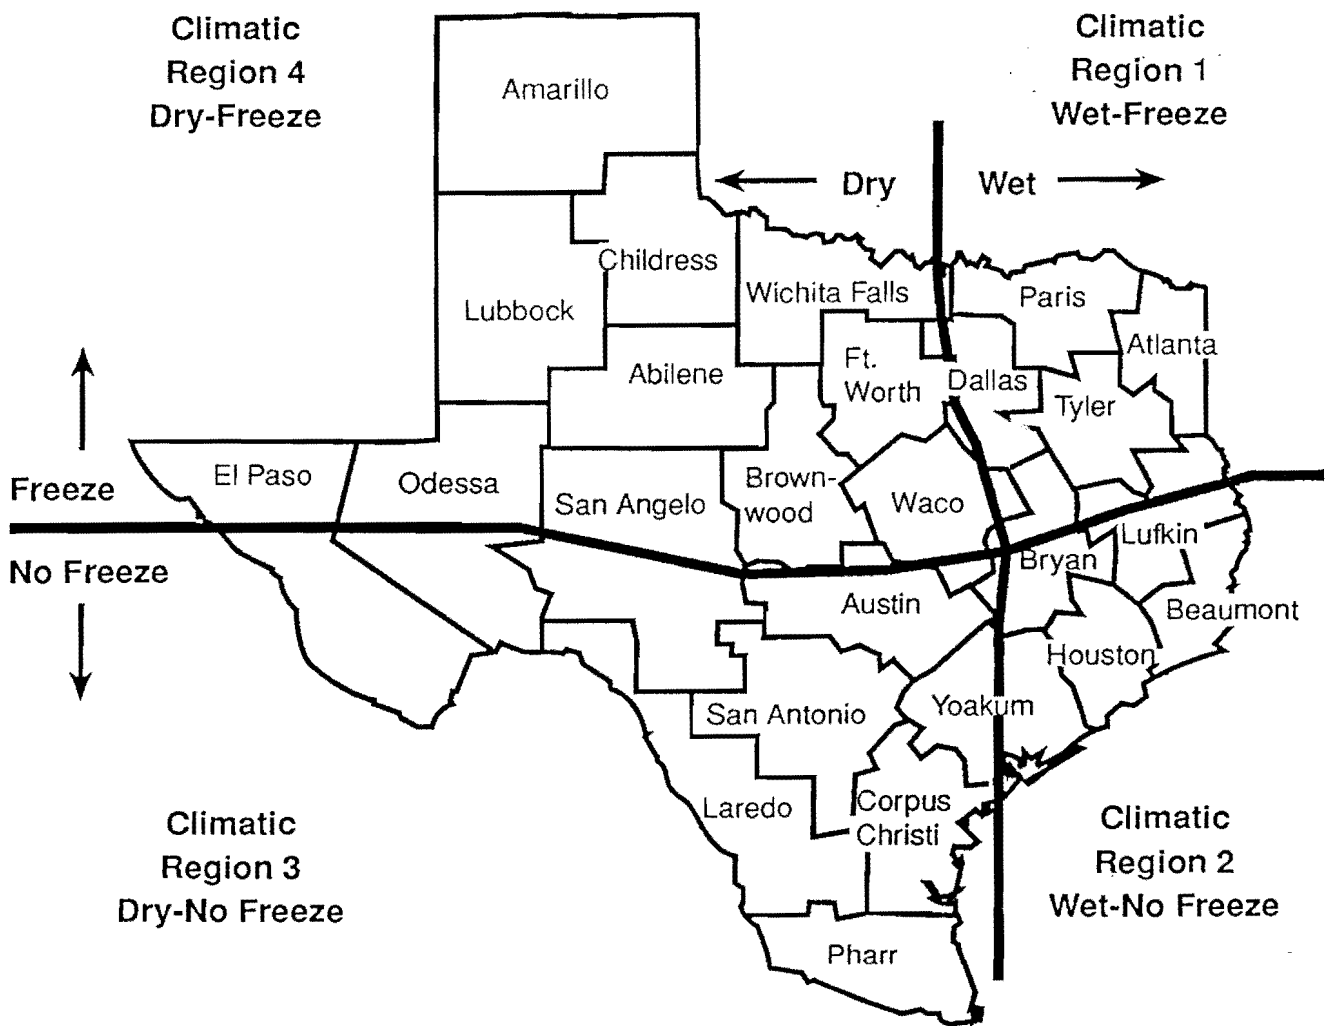 Climatic
Region 4
Dry-Freeze
Climatic
Region 1
Wet-Freeze
Amarillo
Dry
Wet
Childress
Lubbock
Wichita Falls
Paris
Atlanta
Abilene
Ft.
Worth
Dallas
Tyler
El Paso
Odessa
San Angelo
Brown-
wood
Waco
Freeze
No Freeze
Lufkin
Bryan
Austin
Beaumont
Houston
San Antonio
Yoakum
Laredo
Corpus
Christi
Pharr
Climatic
Region 3
Dry-No Freeze
Climatic
Region 2
Wet-No Freeze